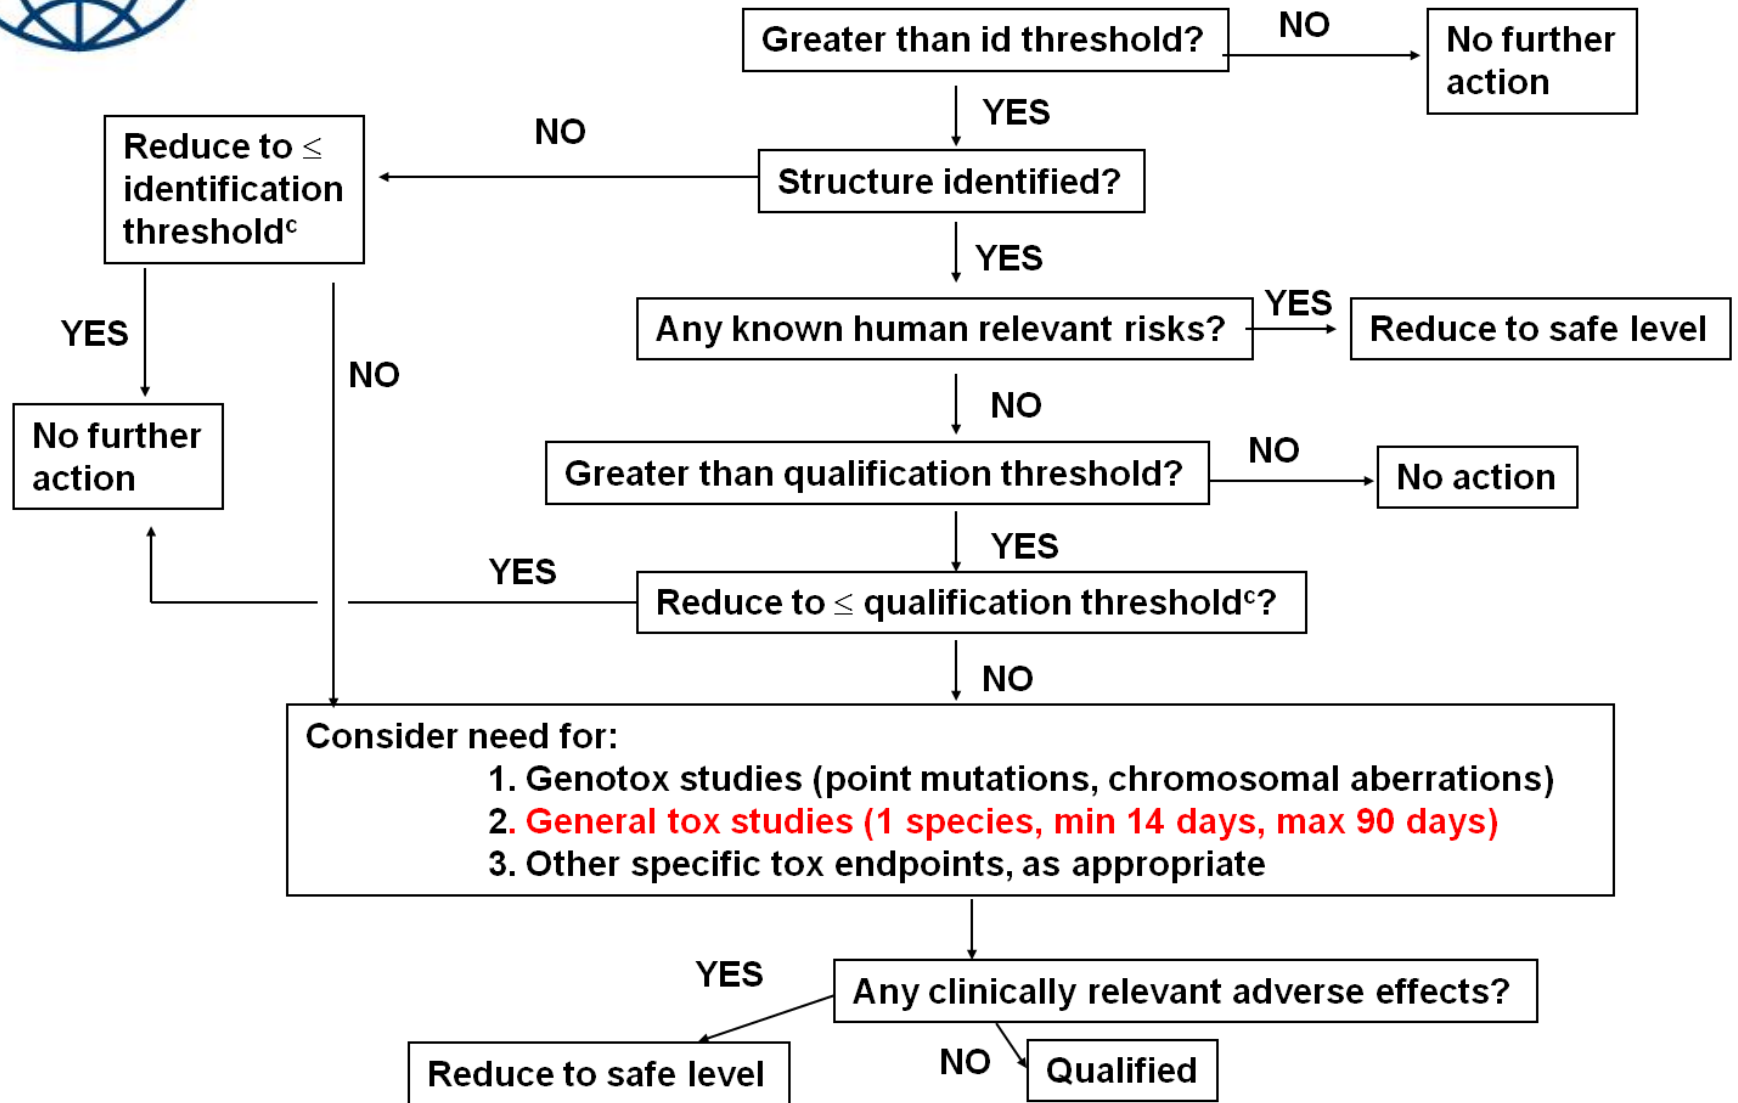 Greater than id threshold?
NO
No further
action
YES
Reduce to ≤
identification
thresholdᶜ
NO
Structure identified?
YES
YES
NO
Any known human relevant risks?
YES
Reduce to safe level
NO
No further
action
Greater than qualification threshold?
NO
No action
YES
YES
Reduce to ≤ qualification thresholdᶜ?
NO
Consider need for:
1. Genotox studies (point mutations, chromosomal aberrations)
2. General tox studies (1 species, min 14 days, max 90 days)
3. Other specific tox endpoints, as appropriate
YES
Any clinically relevant adverse effects?
Reduce to safe level
NO
Qualified